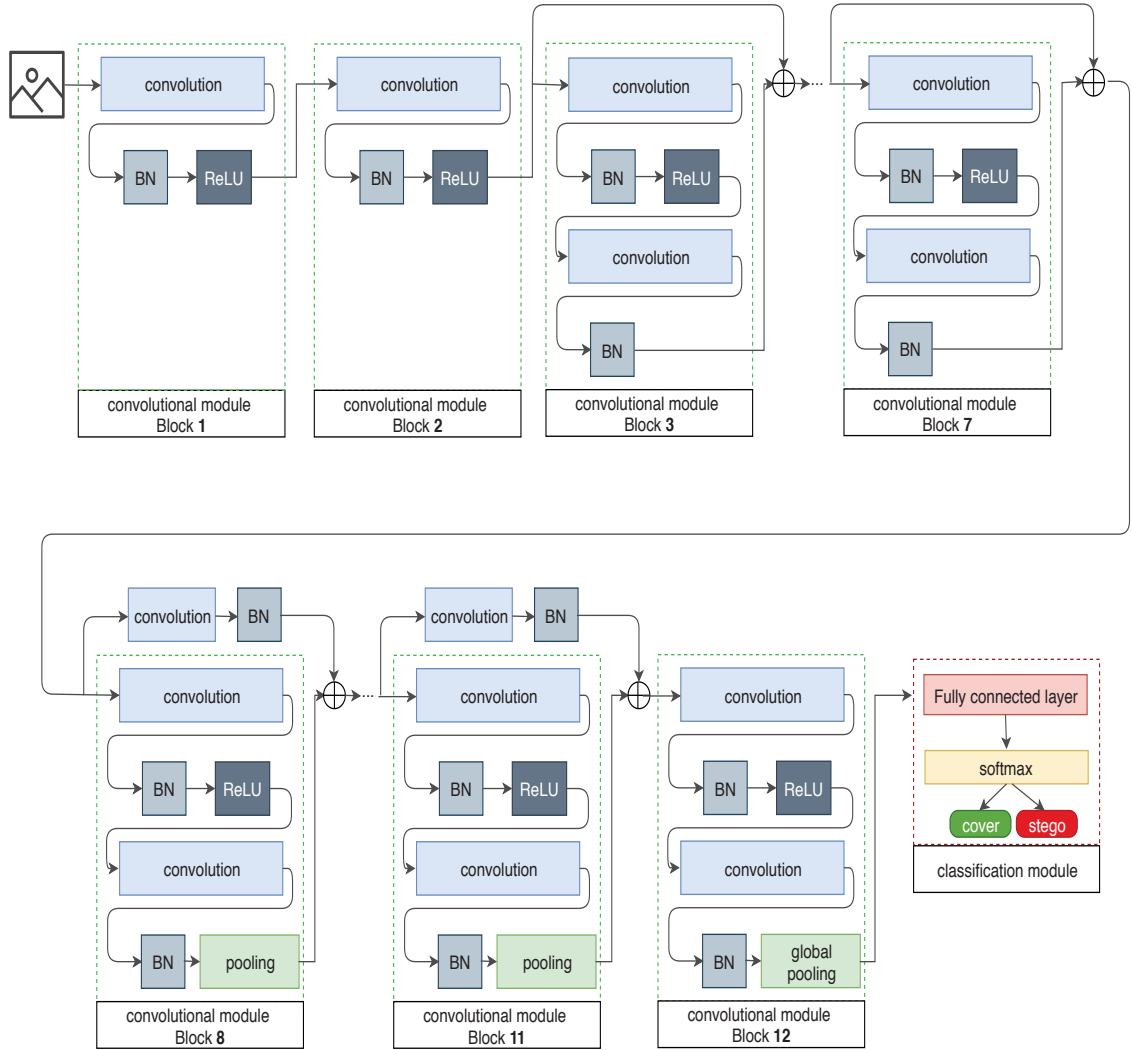 convolution
BN
ReLU
convolutional module
Block 1
convolution
BN
ReLU
convolutional module
Block 2
convolution
BN
ReLU
convolution
BN
convolutional module
Block 3
...
convolution
BN
ReLU
convolution
BN
convolutional module
Block 7
convolution
BN
convolution
BN
ReLU
convolution
BN
pooling
convolutional module
Block 8
...
convolution
BN
convolution
BN
ReLU
convolution
BN
pooling
convolutional module
Block 11
convolution
BN
ReLU
convolution
BN
global
pooling
convolutional module
Block 12
Fully connected layer
softmax
cover
stego
classification module